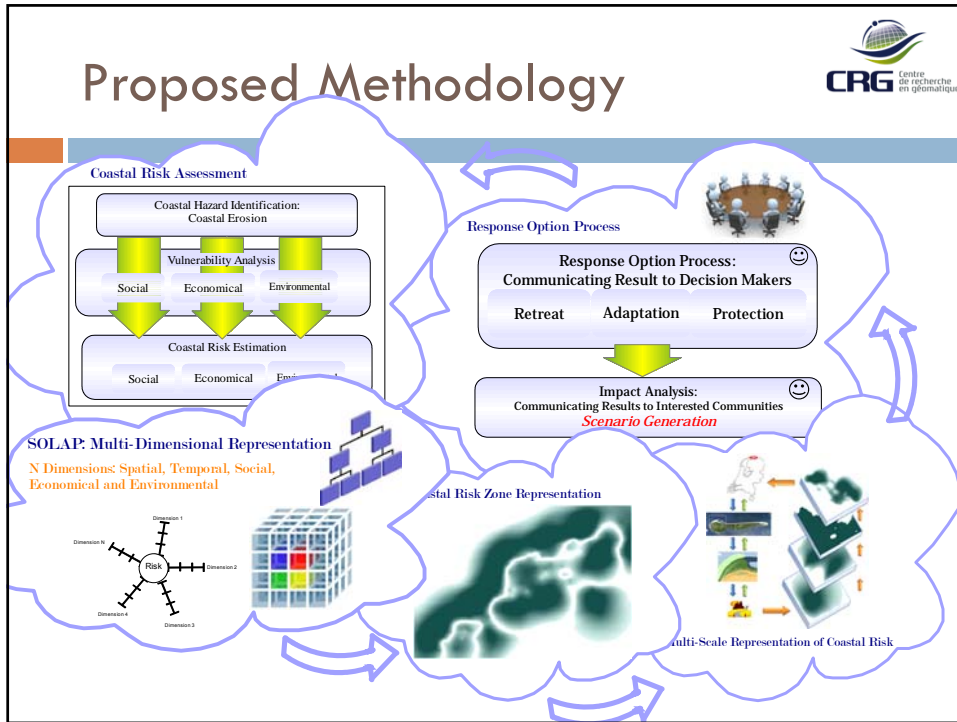 Proposed Methodology
CRG Centre
de recherche
en géomatique
Coastal Risk Assessment
Coastal Hazard Identification:
Coastal Erosion
Vulnerability Analysis
Social
Economical
Environmental
Coastal Risk Estimation
Social
Economical
Response Option Process
Response Option Process:
Communicating Result to Decision Makers
Retreat
Adaptation
Protection
Impact Analysis:
Communicating Results to Interested Communities
Scenario Generation
SOLAP: Multi-Dimensional Representation
N Dimensions: Spatial, Temporal, Social,
Economical and Environmental
Dimension 1
Dimension N
Risk
Dimension 2
Dimension 4
Dimension 3
Risk Zone Representation
Representation of Coastal Risk